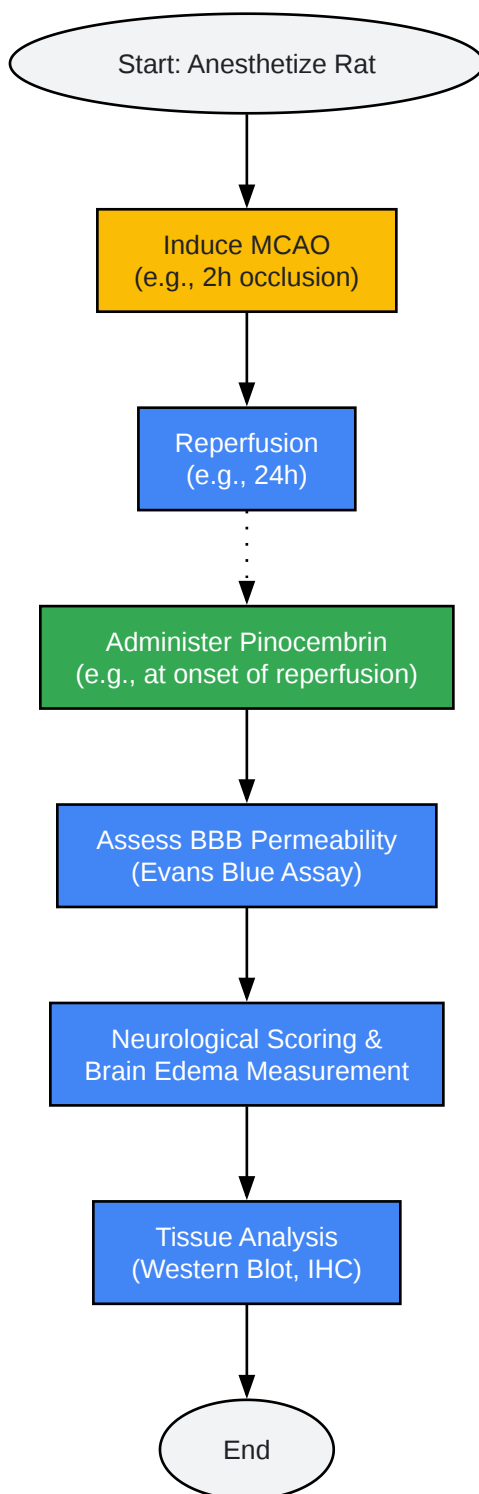 Start: Anesthetize Rat
Induce MCAO
(e.g., 2h occlusion)
Reperfusion
(e.g., 24h)
Administer Pinocembrin
(e.g., at onset of reperfusion)
Assess BBB Permeability
(Evans Blue Assay)
Neurological Scoring &
Brain Edema Measurement
Tissue Analysis
(Western Blot, IHC)
End